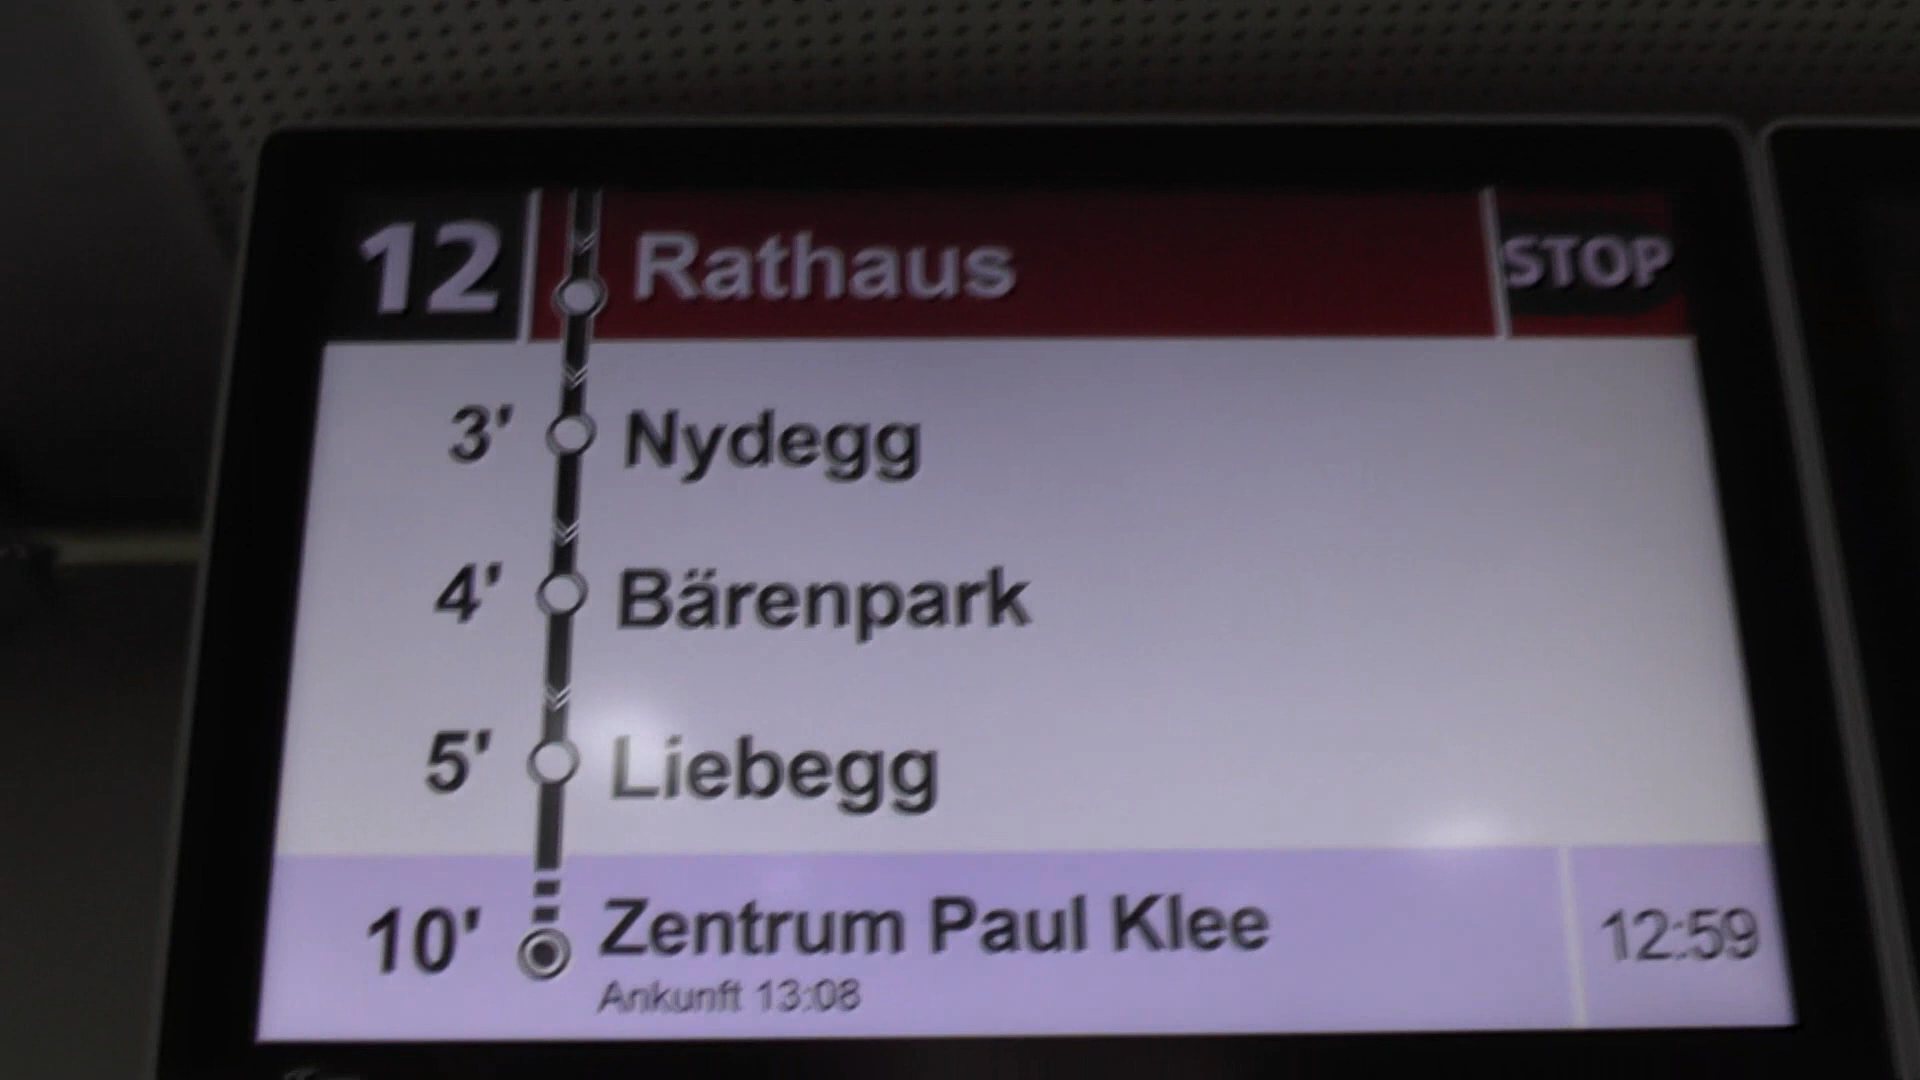 12 Rathaus STOP
3' Nydegg
4' Bärenpark
5' Liebegg
10' Zentrum Paul Klee 12:59
Ankunft 13:08